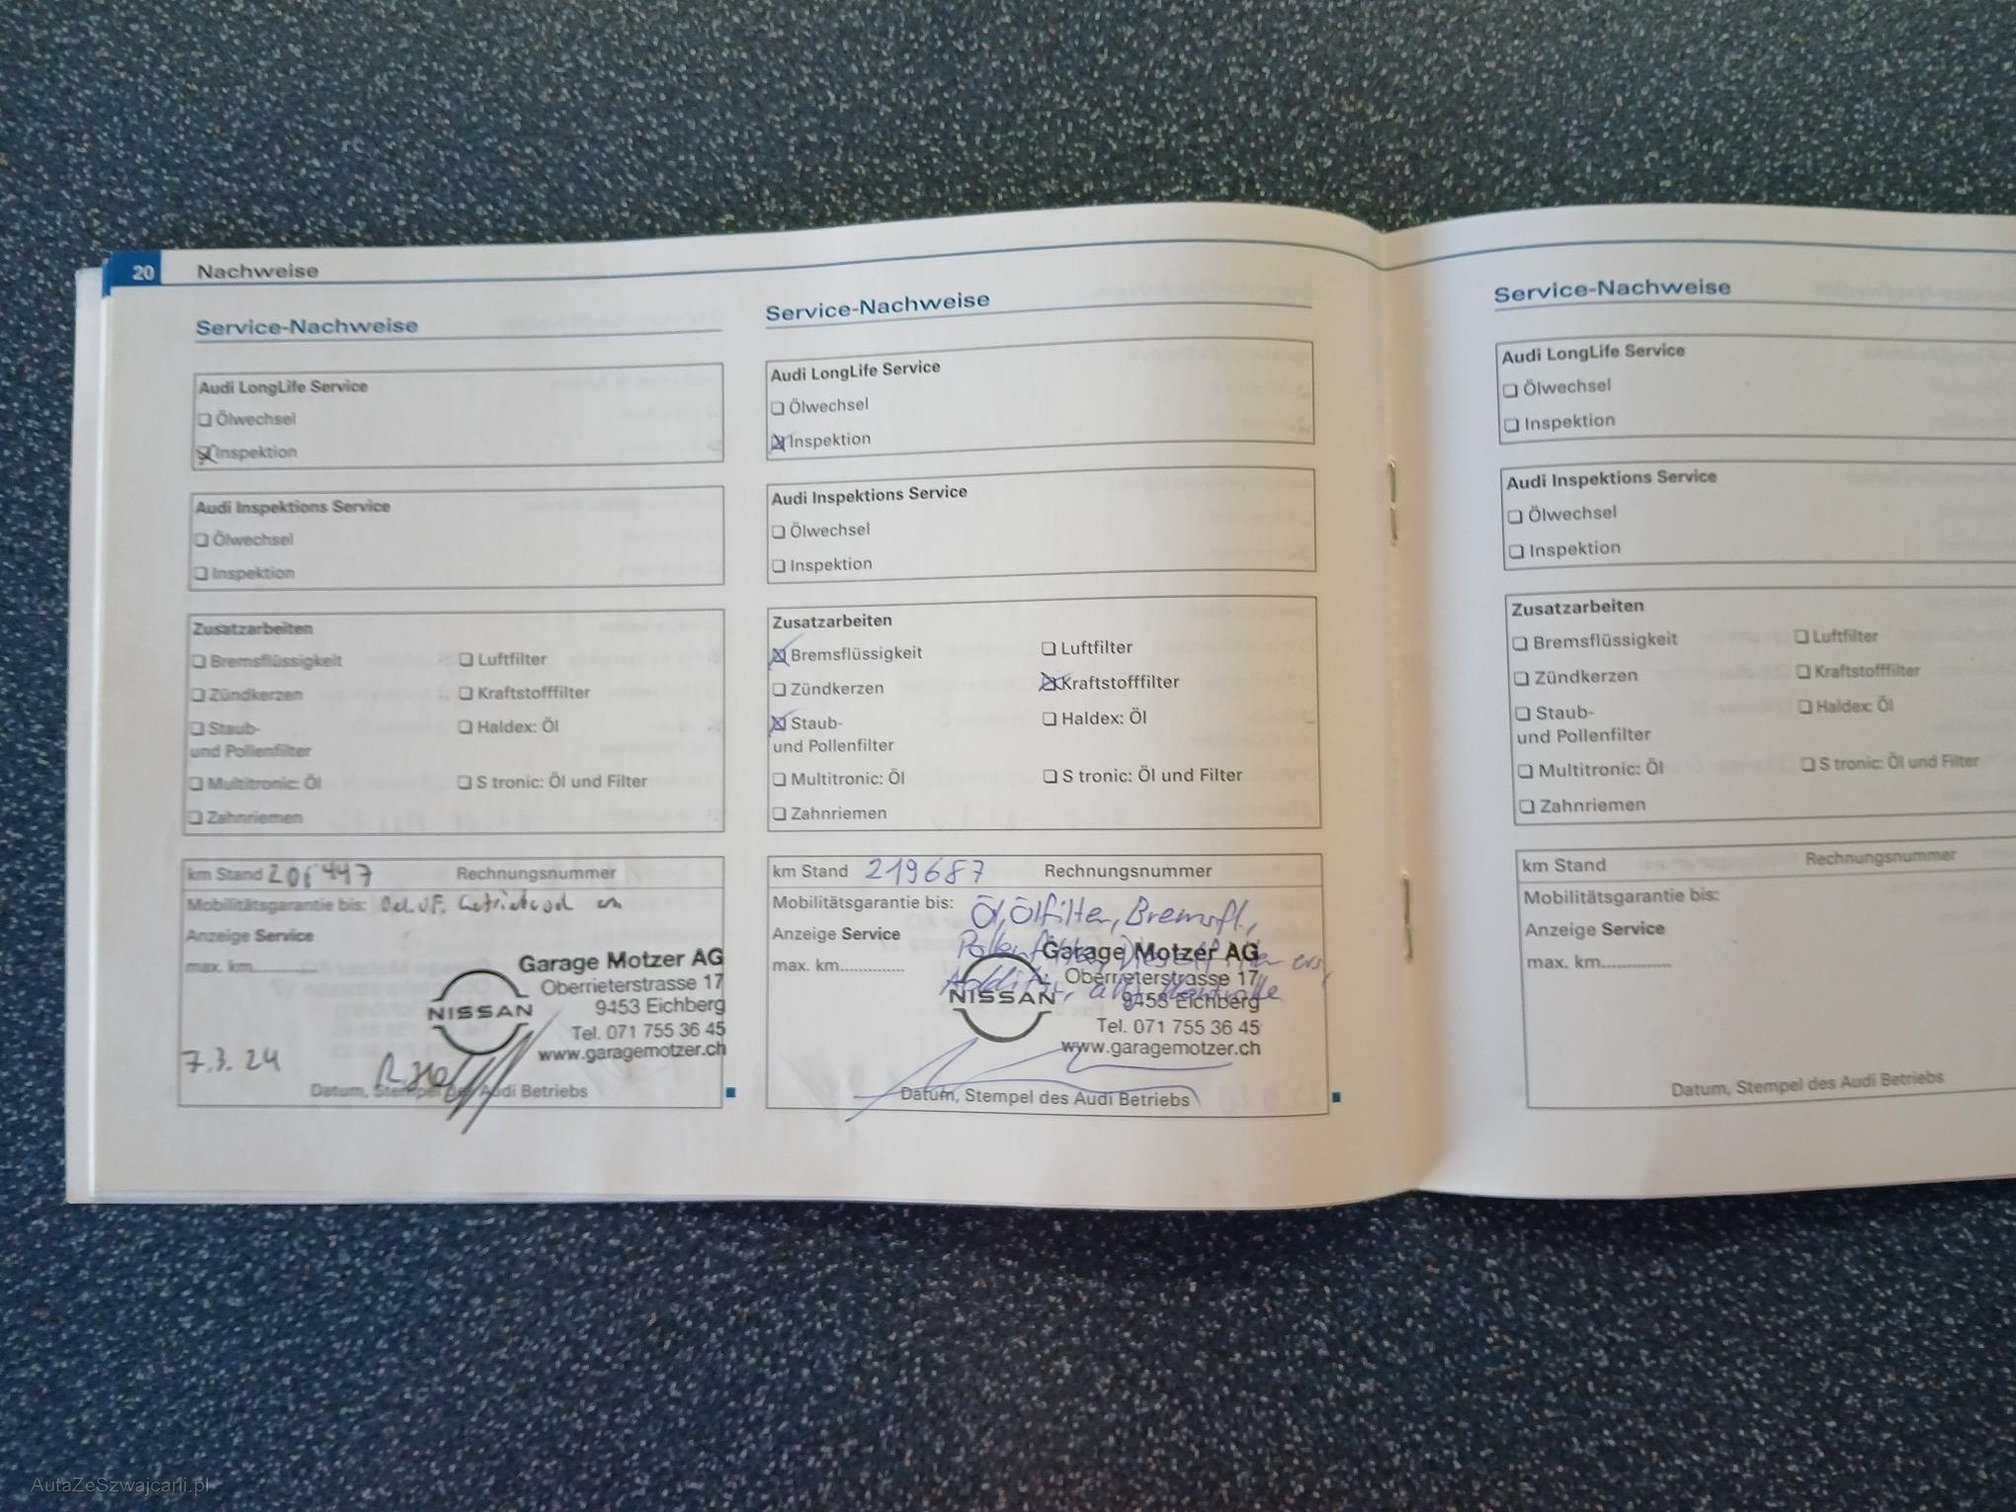 20 Nachweise
Service-Nachweise
Audi LongLife Service
❑ Ölwechsel
☒ Inspektion
Audi Inspektions Service
❑ Ölwechsel
❑ Inspektion
Zusatzarbeiten
❑ Bremsflüssigkeit ❑ Luftfilter
❑ Zündkerzen ❑ Kraftstofffilter
❑ Staub- ❑ Haldex: Öl
und Pollenfilter
❑ Multitronic: Öl ❑ S tronic: Öl und Filter
❑ Zahnriemen
km Stand Rechnungsnummer
Mobilitätsgarantie bis:
Anzeige Service
max. km..............
Garage Motzer AG
Oberrieterstrasse 17
NISSAN 9453 Eichberg
Tel. 071 755 36 45
www.garagemotzer.ch
7.3.24
Datum, Stempel des Audi Betriebs
Service-Nachweise
Audi LongLife Service
❑ Ölwechsel
☒ Inspektion
Audi Inspektions Service
❑ Ölwechsel
❑ Inspektion
Zusatzarbeiten
☒ Bremsflüssigkeit ❑ Luftfilter
❑ Zündkerzen ☒ Kraftstofffilter
☒ Staub- ❑ Haldex: Öl
und Pollenfilter
❑ Multitronic: Öl ❑ S tronic: Öl und Filter
❑ Zahnriemen
km Stand 219687 Rechnungsnummer
Mobilitätsgarantie bis: Öl, Ölfilter, Bremsfl.,
Anzeige Service
max. km..............
Garage Motzer AG
Oberrieterstrasse 17
NISSAN 9453 Eichberg
Tel. 071 755 36 45
www.garagemotzer.ch
Datum, Stempel des Audi Betriebs
Service-Nachweise
Audi LongLife Service
❑ Ölwechsel
❑ Inspektion
Audi Inspektions Service
❑ Ölwechsel
❑ Inspektion
Zusatzarbeiten
❑ Bremsflüssigkeit ❑ Luftfilter
❑ Zündkerzen ❑ Kraftstofffilter
❑ Staub- ❑ Haldex: Öl
und Pollenfilter
❑ Multitronic: Öl ❑ S tronic: Öl und Filter
❑ Zahnriemen
km Stand Rechnungsnummer
Mobilitätsgarantie bis:
Anzeige Service
max. km..............
Datum, Stempel des Audi Betriebs
AutaZeSzwajcarii.pl